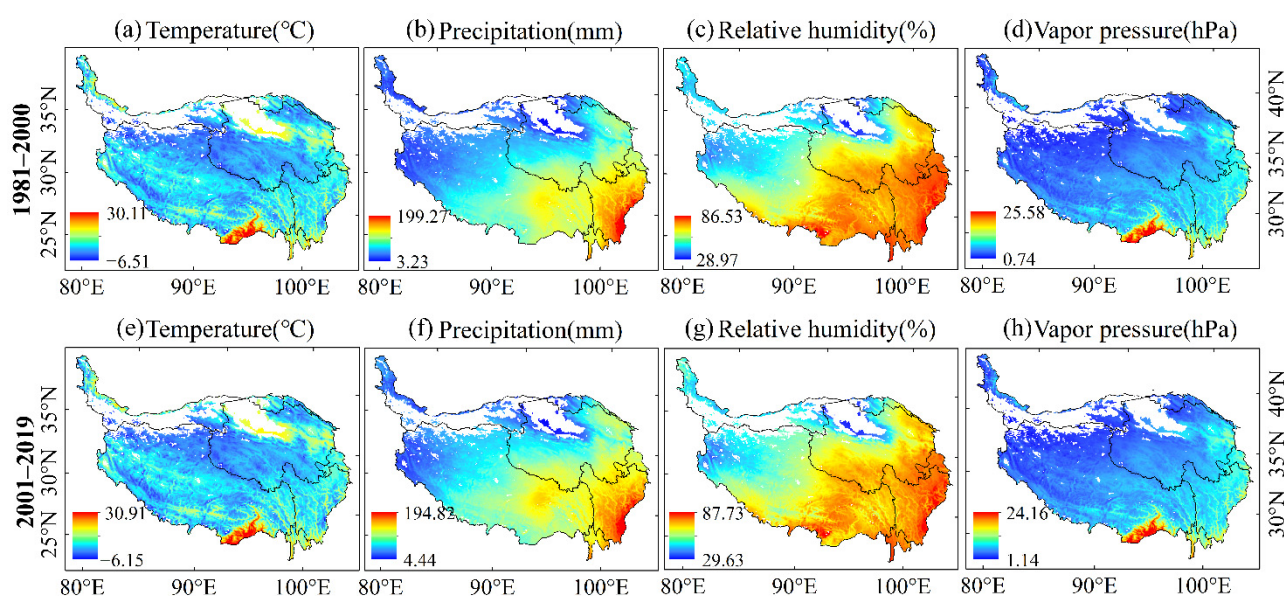 (a) Temperature(°C) (b) Precipitation(mm) (c) Relative humidity(%) (d) Vapor pressure(hPa)
1981–2000
35°N
30°N
25°N
40°N
35°N
30°N
30.11
−6.51
199.27
3.23
86.53
28.97
25.58
0.74
80°E 90°E 100°E 80°E 90°E 100°E 80°E 90°E 100°E 80°E 90°E 100°E
(e) Temperature(°C) (f) Precipitation(mm) (g) Relative humidity(%) (h) Vapor pressure(hPa)
2001–2019
35°N
30°N
25°N
40°N
35°N
30°N
30.91
−6.15
194.82
4.44
87.73
29.63
24.16
1.14
80°E 90°E 100°E 80°E 90°E 100°E 80°E 90°E 100°E 80°E 90°E 100°E